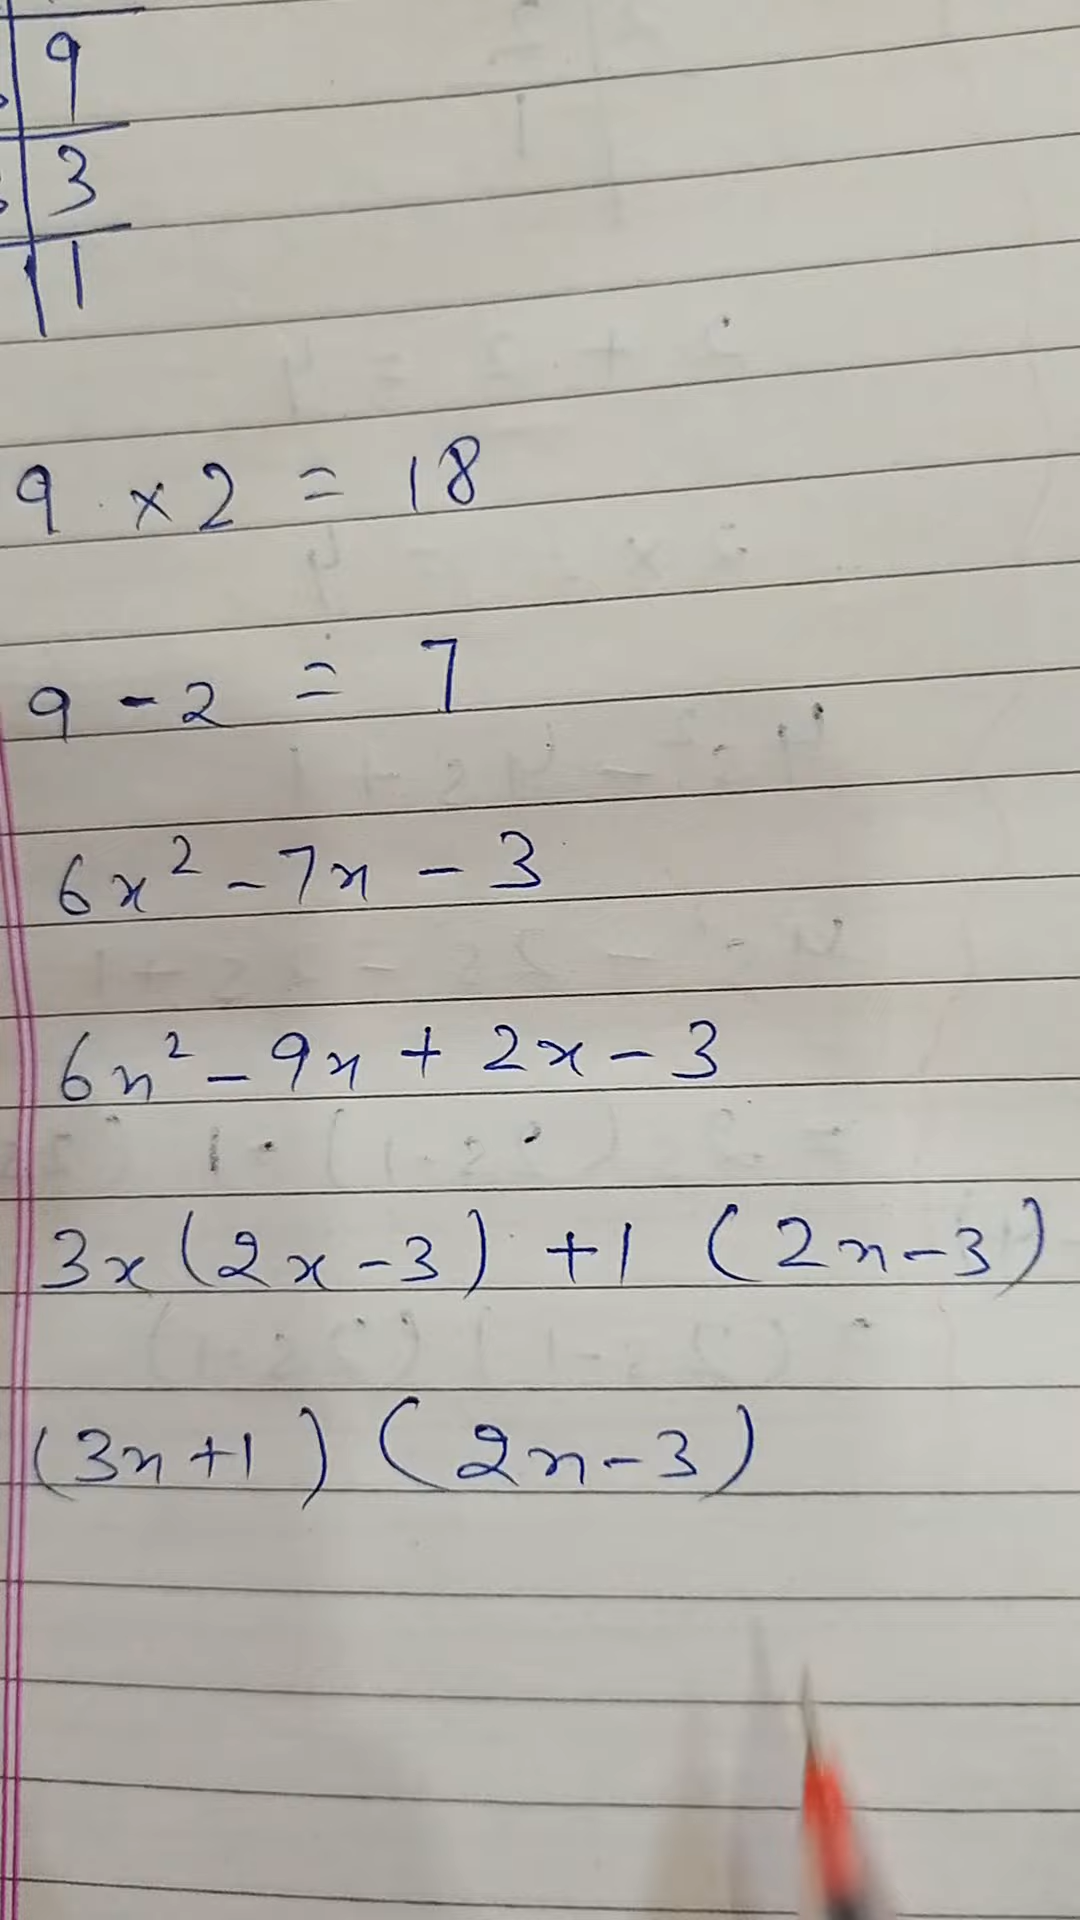 9
3
1
9 × 2 = 18
9 - 2 = 7
6x² - 7x - 3
6x² - 9x + 2x - 3
3x (2x - 3) + 1 (2x - 3)
(3x + 1) (2x - 3)